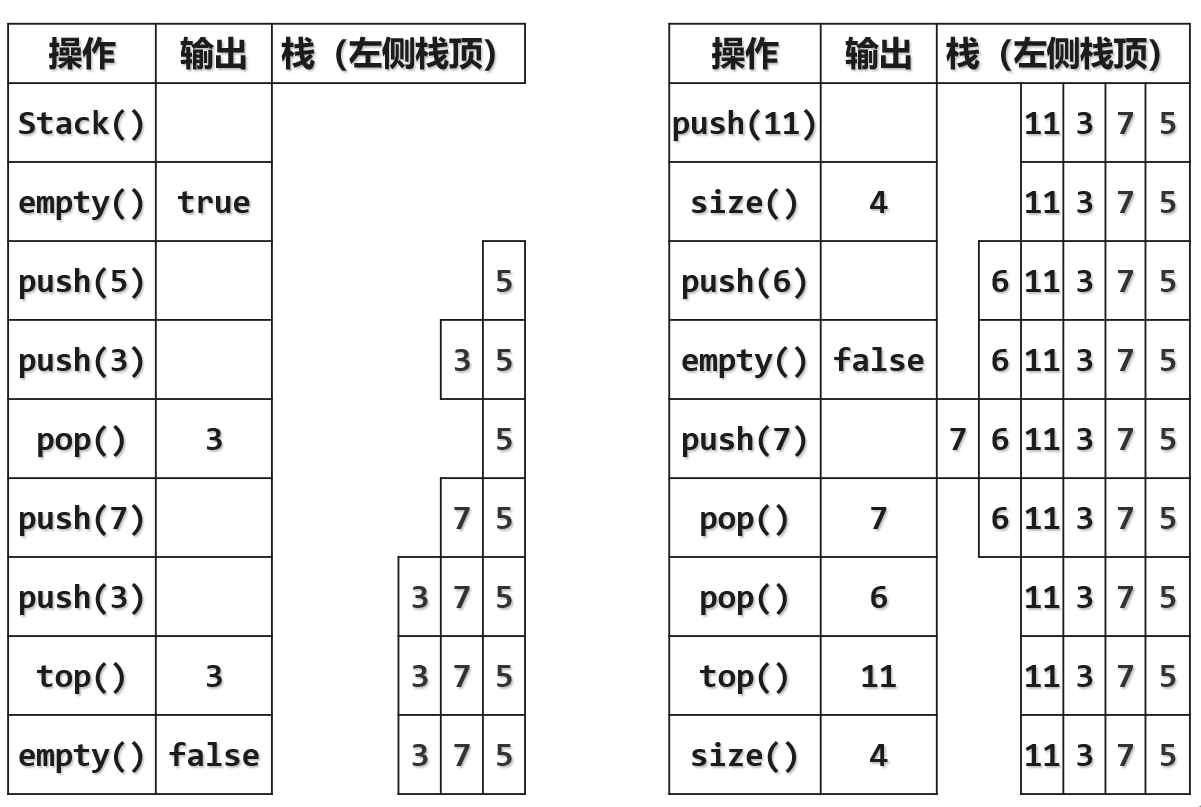 操作 输出 栈（左侧栈顶）
Stack()
empty() true
push(5) 5
push(3) 3 5
pop() 3 5
push(7) 7 5
push(3) 3 7 5
top() 3 3 7 5
empty() false 3 7 5
操作 输出 栈（左侧栈顶）
push(11) 11 3 7 5
size() 4 11 3 7 5
push(6) 6 11 3 7 5
empty() false 6 11 3 7 5
push(7) 7 6 11 3 7 5
pop() 7 6 11 3 7 5
pop() 6 11 3 7 5
top() 11 11 3 7 5
size() 4 11 3 7 5